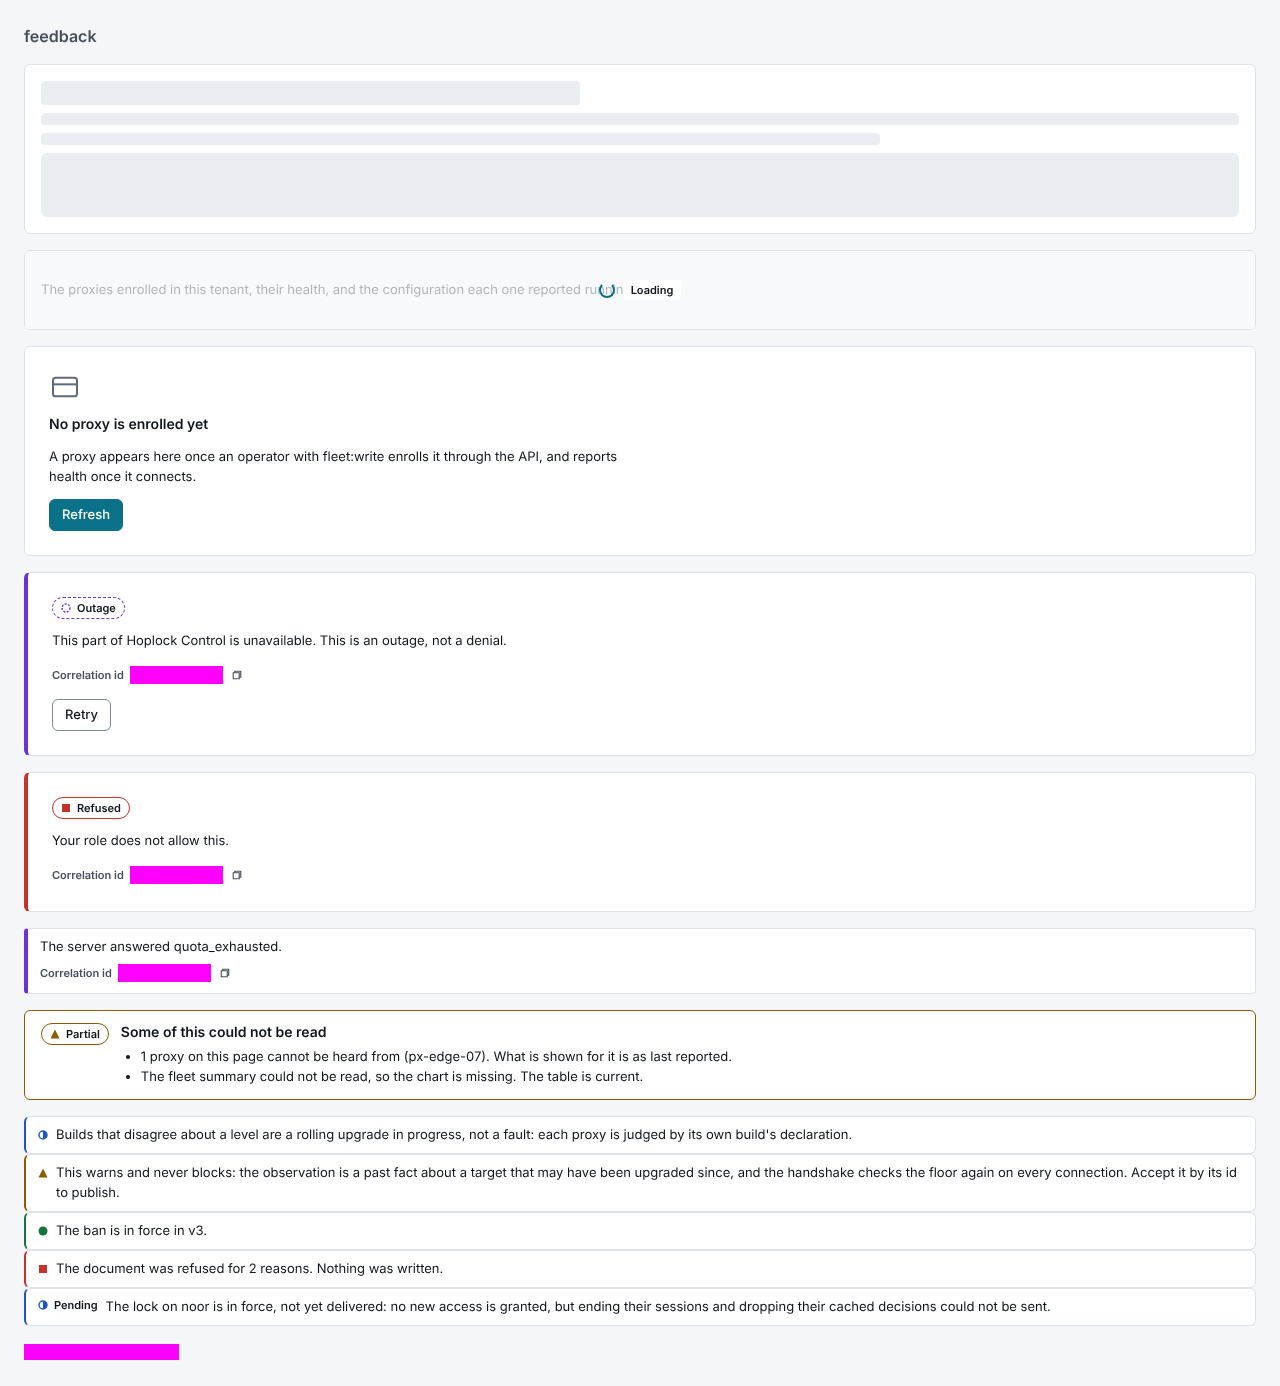 feedback
The proxies enrolled in this tenant, their health, and the configuration each one reported
Loading
No proxy is enrolled yet
A proxy appears here once an operator with fleet:write enrolls it through the API, and reports
health once it connects.
Refresh
Outage
This part of Hoplock Control is unavailable. This is an outage, not a denial.
Correlation id
Retry
Refused
Your role does not allow this.
Correlation id
The server answered quota_exhausted.
Correlation id
Partial Some of this could not be read
• 1 proxy on this page cannot be heard from (px-edge-07). What is shown for it is as last reported.
• The fleet summary could not be read, so the chart is missing. The table is current.
Builds that disagree about a level are a rolling upgrade in progress, not a fault: each proxy is judged by its own build's declaration.
This warns and never blocks: the observation is a past fact about a target that may have been upgraded since, and the handshake checks the floor again on every connection. Accept it by its id
to publish.
The ban is in force in v3.
The document was refused for 2 reasons. Nothing was written.
Pending The lock on noor is in force, not yet delivered: no new access is granted, but ending their sessions and dropping their cached decisions could not be sent.